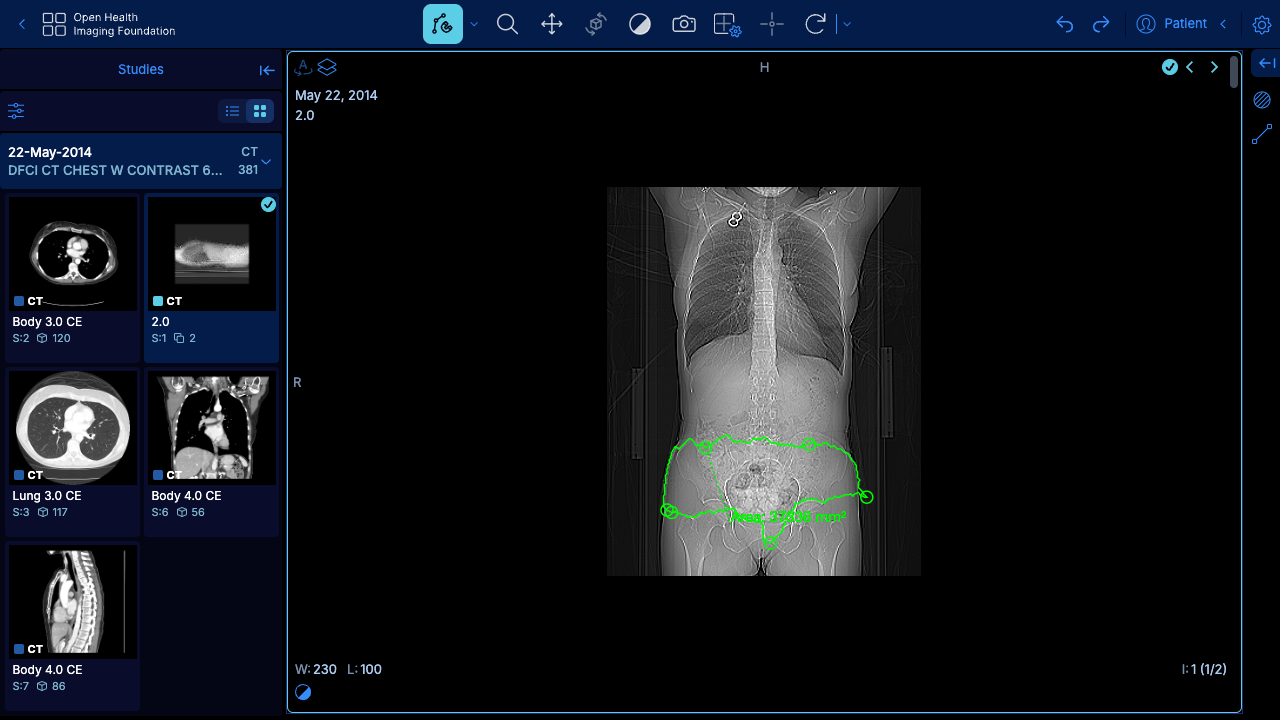 Open Health
Imaging Foundation
Patient
Studies
22-May-2014
CT
DFCI CT CHEST W CONTRAST 6...
381
CT
Body 3.0 CE
S:2 120
CT
2.0
S:1 2
CT
Lung 3.0 CE
S:3 117
CT
Body 4.0 CE
S:6 56
CT
Body 4.0 CE
S:7 86
A
H
May 22, 2014
2.0
R
Area: mm²
W: 230 L: 100
I: 1 (1/2)